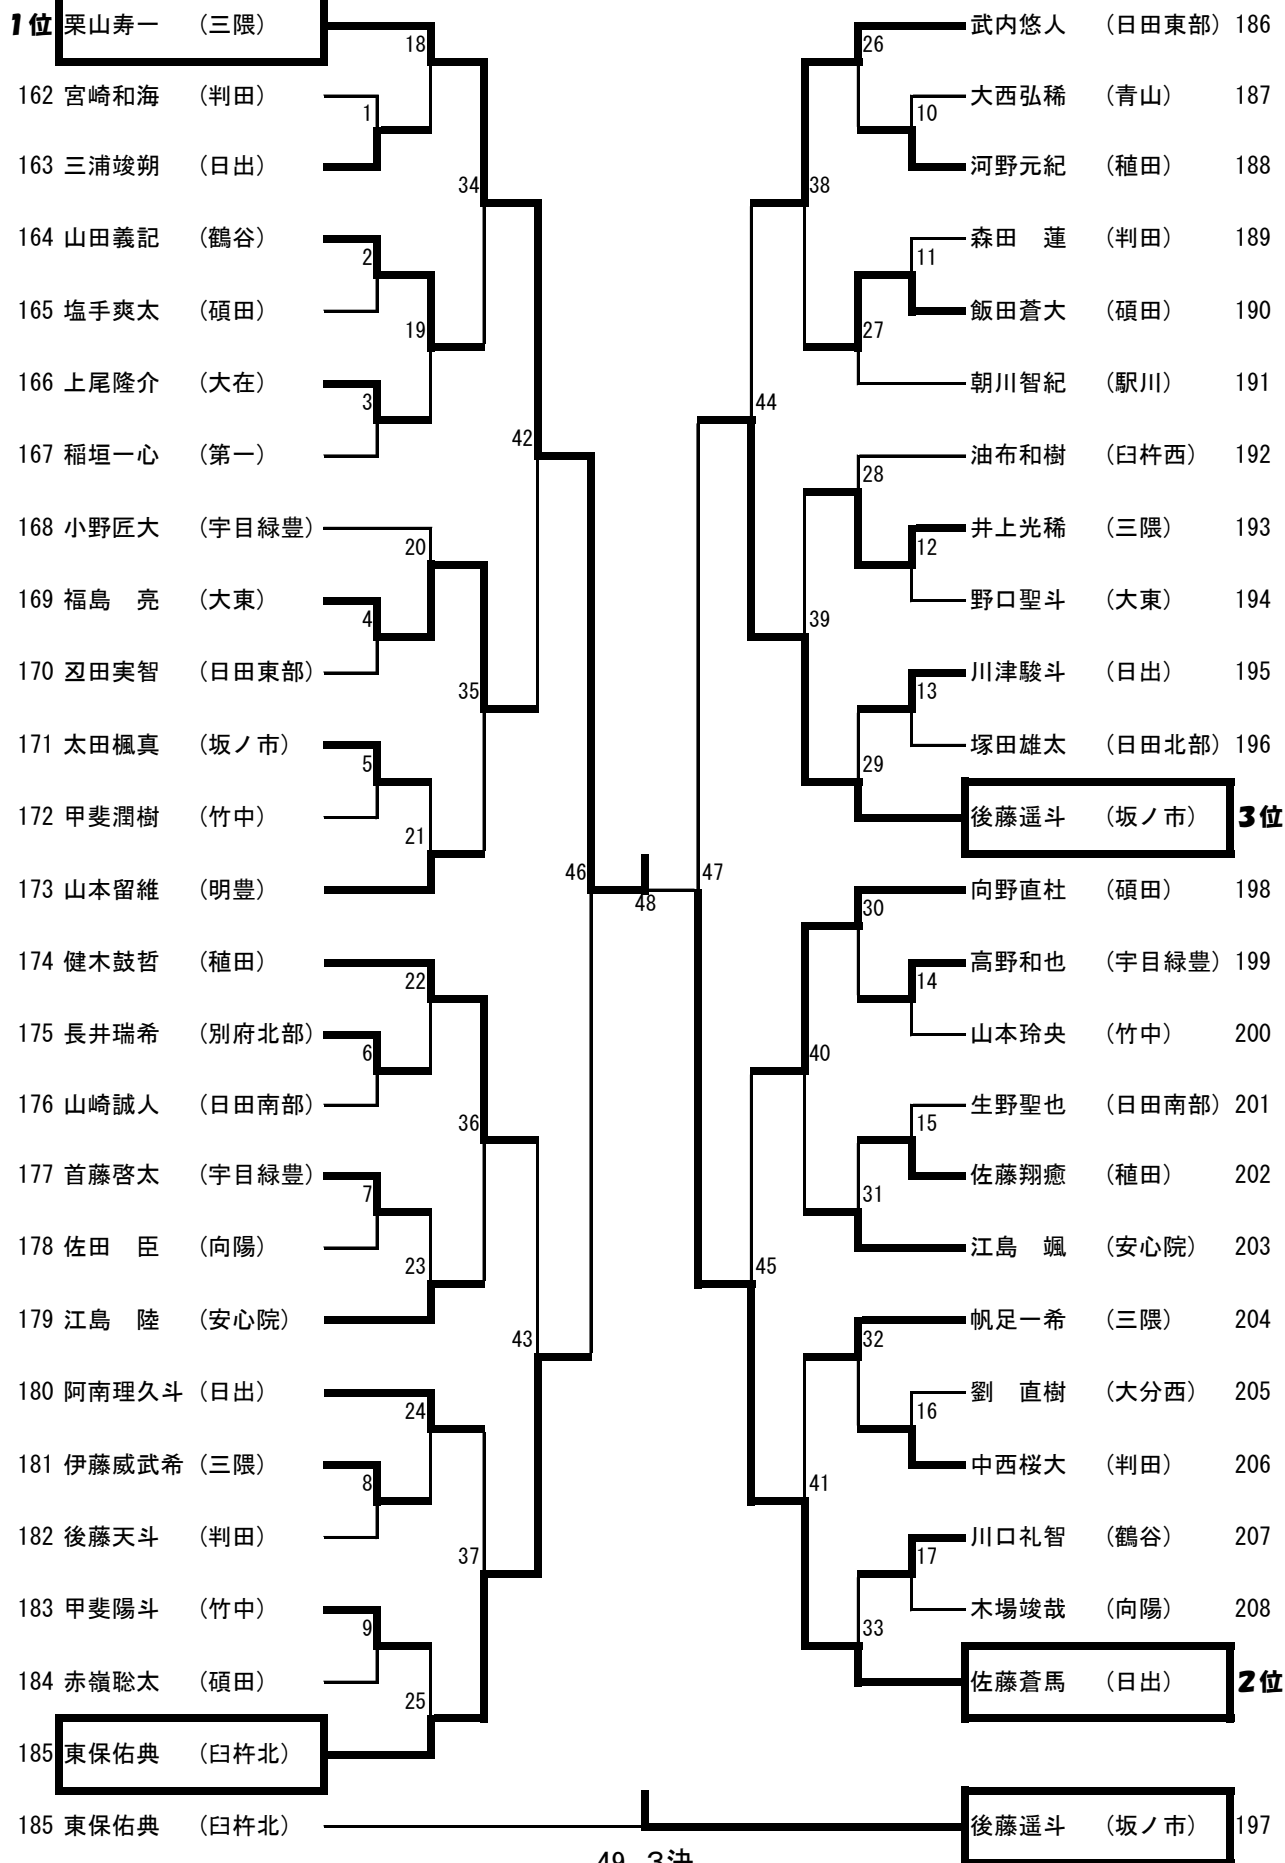 1位 栗山寿一 （三隈）
162 宮崎和海 （判田）
163 三浦竣朔 （日出）
164 山田義記 （鶴谷）
165 塩手爽太 （碩田）
166 上尾隆介 （大在）
167 稲垣一心 （第一）
168 小野匠大 （宇目緑豊）
169 福島　亮 （大東）
170 刄田実智 （日田東部）
171 太田楓真 （坂ノ市）
172 甲斐潤樹 （竹中）
173 山本留維 （明豊）
174 健木鼓哲 （稙田）
175 長井瑞希 （別府北部）
176 山崎誠人 （日田南部）
177 首藤啓太 （宇目緑豊）
178 佐田　臣 （向陽）
179 江島　陸 （安心院）
180 阿南理久斗 （日出）
181 伊藤威武希 （三隈）
182 後藤天斗 （判田）
183 甲斐陽斗 （竹中）
184 赤嶺聡太 （碩田）
185 東保佑典 （臼杵北）
185 東保佑典 （臼杵北）
18
1
34
2
19
3
42
20
4
35
5
21
46
22
6
36
7
23
43
24
8
37
9
25
48
49 3決
47
26
10
38
11
27
44
28
12
39
13
29
30
14
40
15
31
45
32
16
41
17
33
武内悠人 （日田東部） 186
大西弘稀 （青山） 187
河野元紀 （稙田） 188
森田　蓮 （判田） 189
飯田蒼大 （碩田） 190
朝川智紀 （駅川） 191
油布和樹 （臼杵西） 192
井上光稀 （三隈） 193
野口聖斗 （大東） 194
川津駿斗 （日出） 195
塚田雄太 （日田北部） 196
後藤遥斗 （坂ノ市） 3位
向野直杜 （碩田） 198
高野和也 （宇目緑豊） 199
山本玲央 （竹中） 200
生野聖也 （日田南部） 201
佐藤翔癒 （稙田） 202
江島　颯 （安心院） 203
帆足一希 （三隈） 204
劉　直樹 （大分西） 205
中西桜大 （判田） 206
川口礼智 （鶴谷） 207
木場竣哉 （向陽） 208
佐藤蒼馬 （日出） 2位
後藤遥斗 （坂ノ市） 197